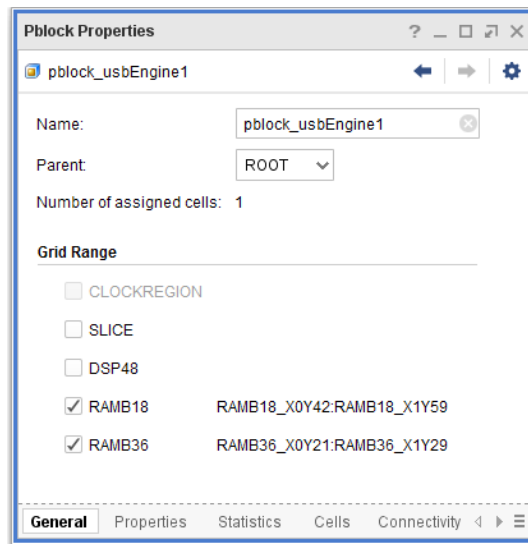 Pblock Properties
pblock_usbEngine1
Name: pblock_usbEngine1
Parent: ROOT
Number of assigned cells: 1
Grid Range
CLOCKREGION
SLICE
DSP48
RAMB18 RAMB18_X0Y42:RAMB18_X1Y59
RAMB36 RAMB36_X0Y21:RAMB36_X1Y29
General Properties Statistics Cells Connectivity